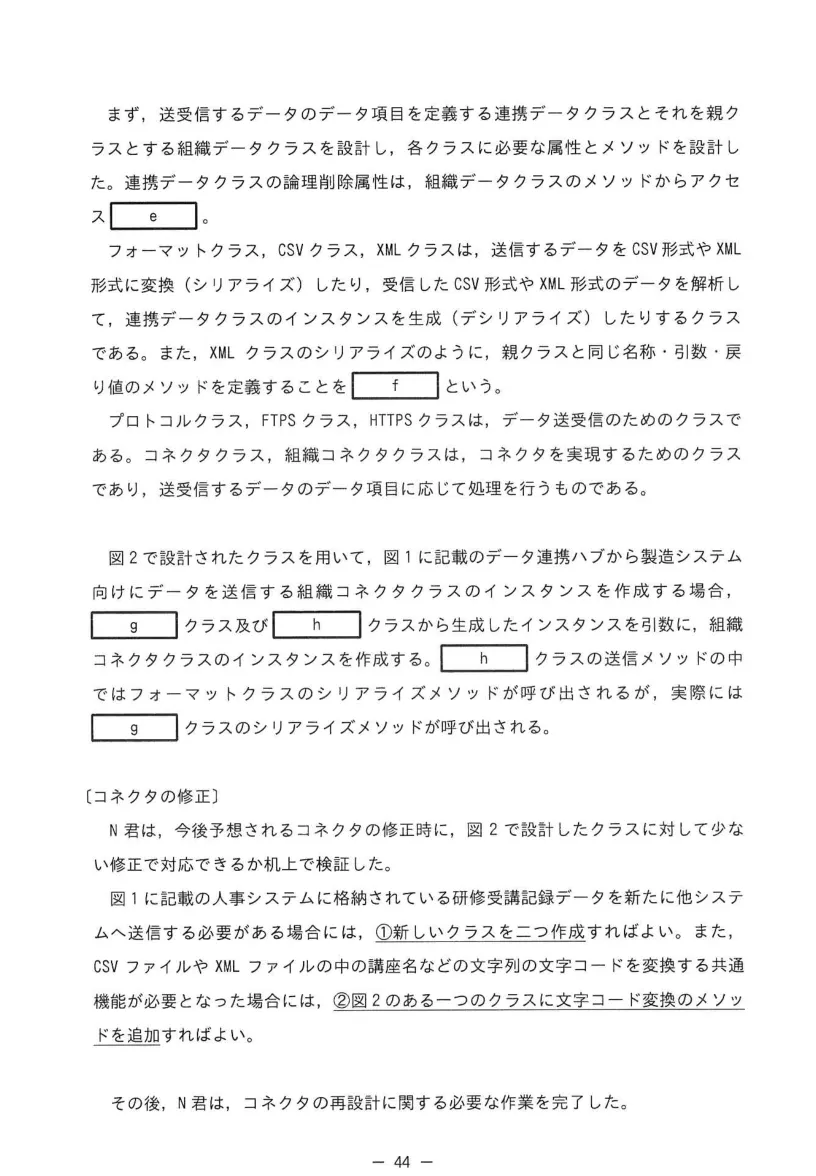 まず，送受信するデータのデータ項目を定義する連携データクラスとそれを親ク
ラスとする組織データクラスを設計し，各クラスに必要な属性とメソッドを設計し
た。連携データクラスの論理削除属性は，組織データクラスのメソッドからアクセ
ス e 。
フォーマットクラス，CSV クラス，XML クラスは，送信するデータを CSV 形式や XML
形式に変換（シリアライズ）したり，受信した CSV 形式や XML 形式のデータを解析し
て，連携データクラスのインスタンスを生成（デシリアライズ）したりするクラス
である。また，XML クラスのシリアライズのように，親クラスと同じ名称・引数・戻
り値のメソッドを定義することを f という。
プロトコルクラス，FTPS クラス，HTTPS クラスは，データ送受信のためのクラスで
ある。コネクタクラス，組織コネクタクラスは，コネクタを実現するためのクラス
であり，送受信するデータのデータ項目に応じて処理を行うものである。
図 2 で設計されたクラスを用いて，図 1 に記載のデータ連携ハブから製造システム
向けにデータを送信する組織コネクタクラスのインスタンスを作成する場合，
g クラス及び h クラスから生成したインスタンスを引数に，組織
コネクタクラスのインスタンスを作成する。 h クラスの送信メソッドの中
ではフォーマットクラスのシリアライズメソッドが呼び出されるが，実際には
g クラスのシリアライズメソッドが呼び出される。
〔コネクタの修正〕
N 君は，今後予想されるコネクタの修正時に，図 2 で設計したクラスに対して少な
い修正で対応できるか机上で検証した。
図 1 に記載の人事システムに格納されている研修受講記録データを新たに他システ
ムへ送信する必要がある場合には，①新しいクラスを二つ作成すればよい。また，
CSV ファイルや XML ファイルの中の講座名などの文字列の文字コードを変換する共通
機能が必要となった場合には，②図 2 のある一つのクラスに文字コード変換のメソッ
ドを追加すればよい。
その後，N 君は，コネクタの再設計に関する必要な作業を完了した。
－ 44 －